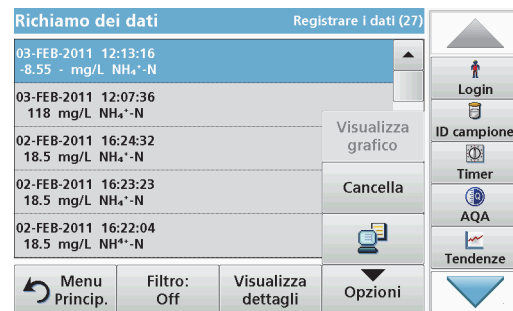 Richiamo dei dati
Registrare i dati (27)
03-FEB-2011 12:13:16
-8.55 - mg/L NH₄⁺-N
03-FEB-2011 12:07:36
118 mg/L NH₄⁺-N
02-FEB-2011 16:24:32
18.5 mg/L NH₄⁺-N
02-FEB-2011 16:23:23
18.5 mg/L NH₄⁺-N
02-FEB-2011 16:22:04
18.5 mg/L NH⁴⁺-N
Visualizza
grafico
Cancella
Menu
Princip.
Filtro:
Off
Visualizza
dettagli
Opzioni
Login
ID campione
Timer
AQA
Tendenze